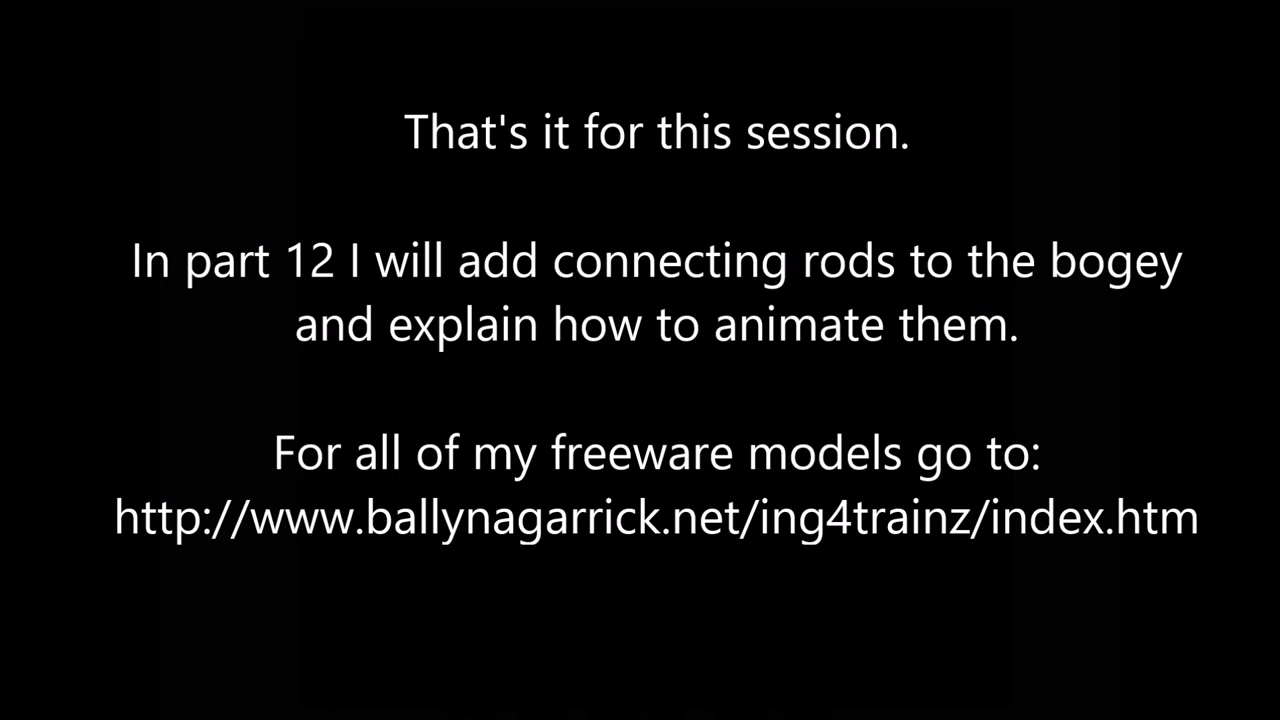 That's it for this session.
In part 12 I will add connecting rods to the bogey
and explain how to animate them.
For all of my freeware models go to:
http://www.ballynagarrick.net/ing4trainz/index.htm